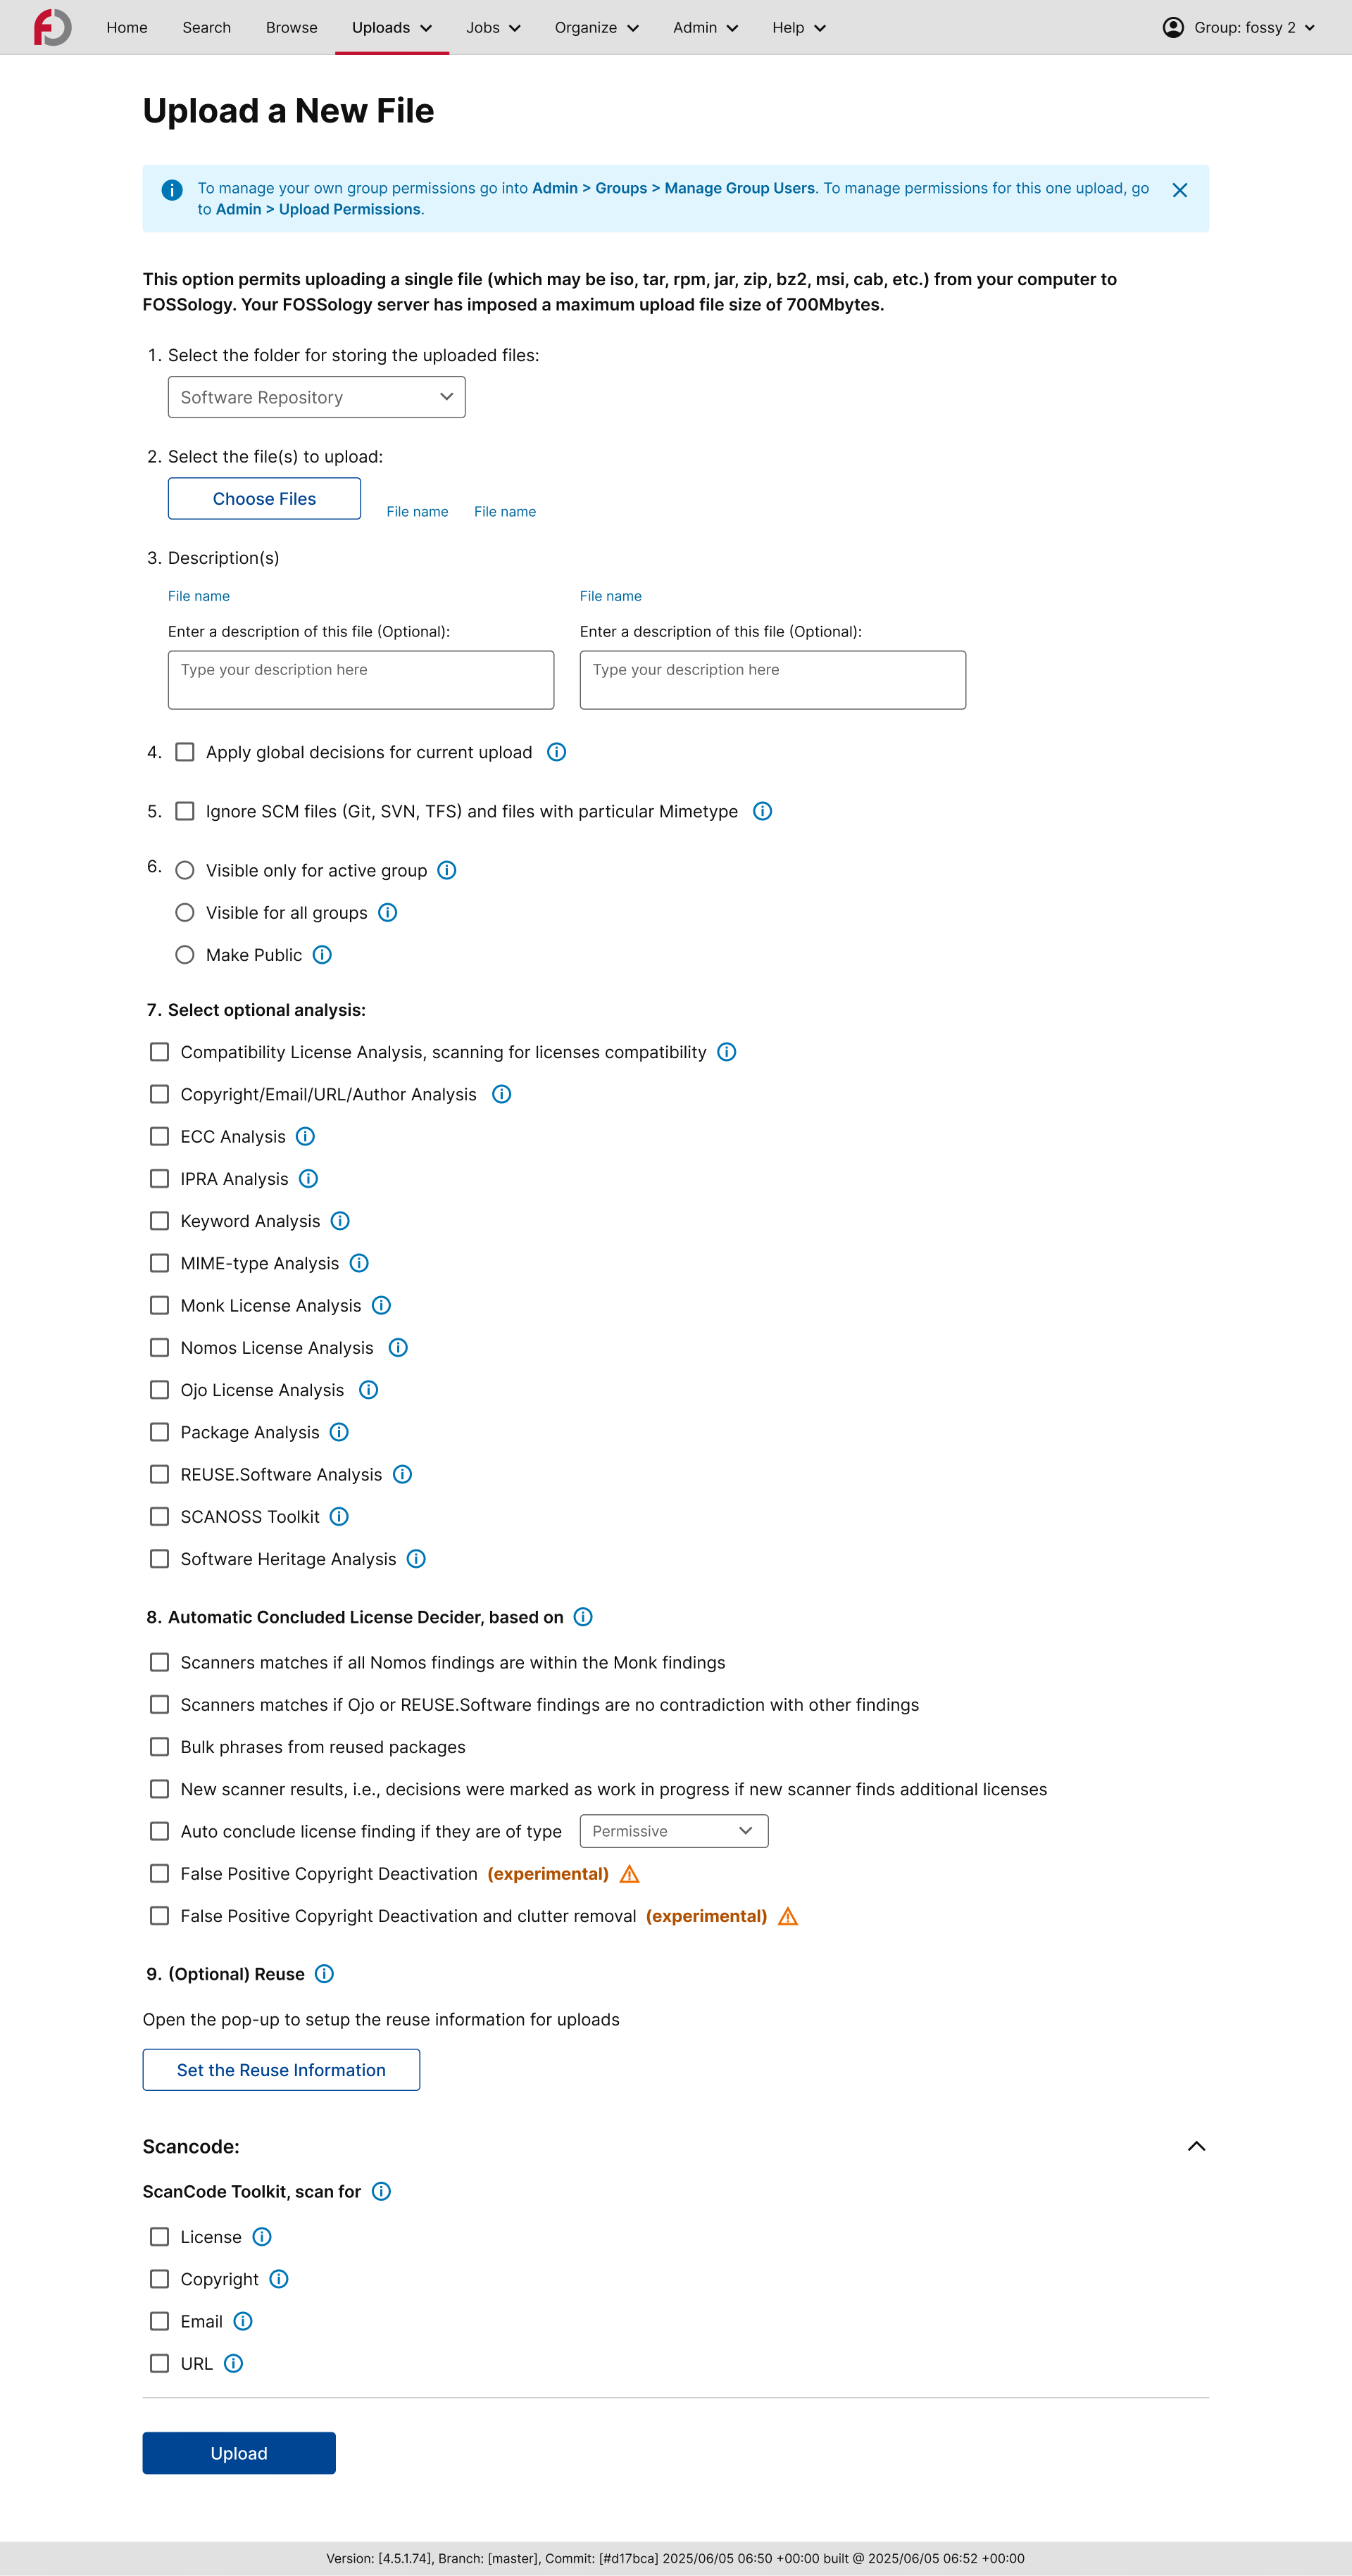 Home Search Browse Uploads Jobs Organize Admin Help Group: fossy 2
Upload a New File
To manage your own group permissions go into Admin > Groups > Manage Group Users. To manage permissions for this one upload, go
to Admin > Upload Permissions.
This option permits uploading a single file (which may be iso, tar, rpm, jar, zip, bz2, msi, cab, etc.) from your computer to
FOSSology. Your FOSSology server has imposed a maximum upload file size of 700Mbytes.
1. Select the folder for storing the uploaded files:
Software Repository
2. Select the file(s) to upload:
Choose Files File name File name
3. Description(s)
File name File name
Enter a description of this file (Optional): Enter a description of this file (Optional):
Type your description here Type your description here
4. Apply global decisions for current upload
5. Ignore SCM files (Git, SVN, TFS) and files with particular Mimetype
6. Visible only for active group
Visible for all groups
Make Public
7. Select optional analysis:
Compatibility License Analysis, scanning for licenses compatibility
Copyright/Email/URL/Author Analysis
ECC Analysis
IPRA Analysis
Keyword Analysis
MIME-type Analysis
Monk License Analysis
Nomos License Analysis
Ojo License Analysis
Package Analysis
REUSE.Software Analysis
SCANOSS Toolkit
Software Heritage Analysis
8. Automatic Concluded License Decider, based on
Scanners matches if all Nomos findings are within the Monk findings
Scanners matches if Ojo or REUSE.Software findings are no contradiction with other findings
Bulk phrases from reused packages
New scanner results, i.e., decisions were marked as work in progress if new scanner finds additional licenses
Auto conclude license finding if they are of type Permissive
False Positive Copyright Deactivation (experimental)
False Positive Copyright Deactivation and clutter removal (experimental)
9. (Optional) Reuse
Open the pop-up to setup the reuse information for uploads
Set the Reuse Information
Scancode:
ScanCode Toolkit, scan for
License
Copyright
Email
URL
Upload
Version: [4.5.1.74], Branch: [master], Commit: [#d17bca] 2025/06/05 06:50 +00:00 built @ 2025/06/05 06:52 +00:00